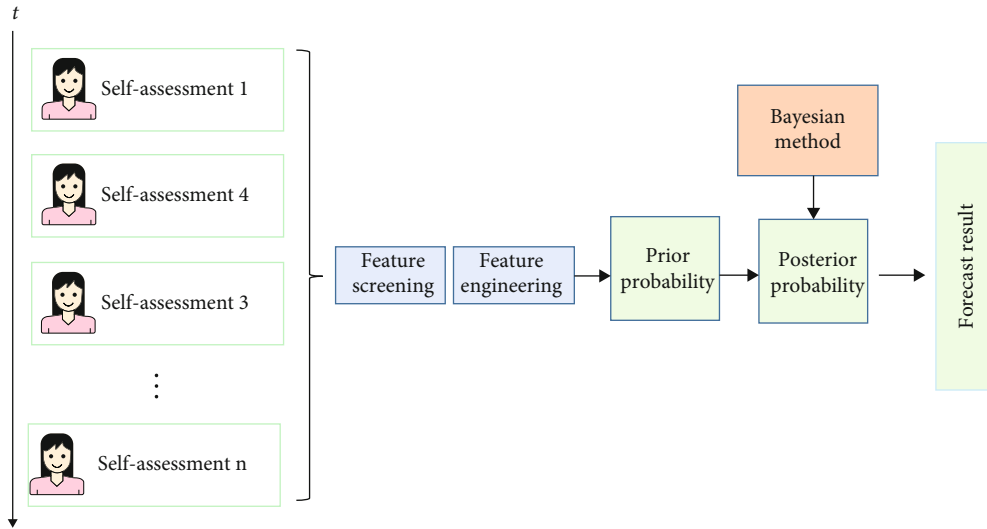 t
Self-assessment 1
Self-assessment 4
Self-assessment 3
Self-assessment n
Feature
screening
Feature
engineering
Prior
probability
Bayesian
method
Posterior
probability
Forecast result